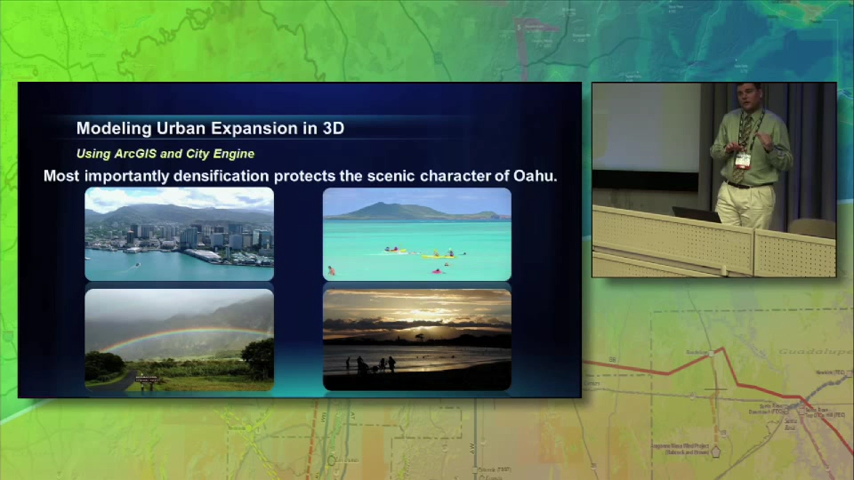 Modeling Urban Expansion in 3D
Using ArcGIS and City Engine
Most importantly densification protects the scenic character of Oahu.